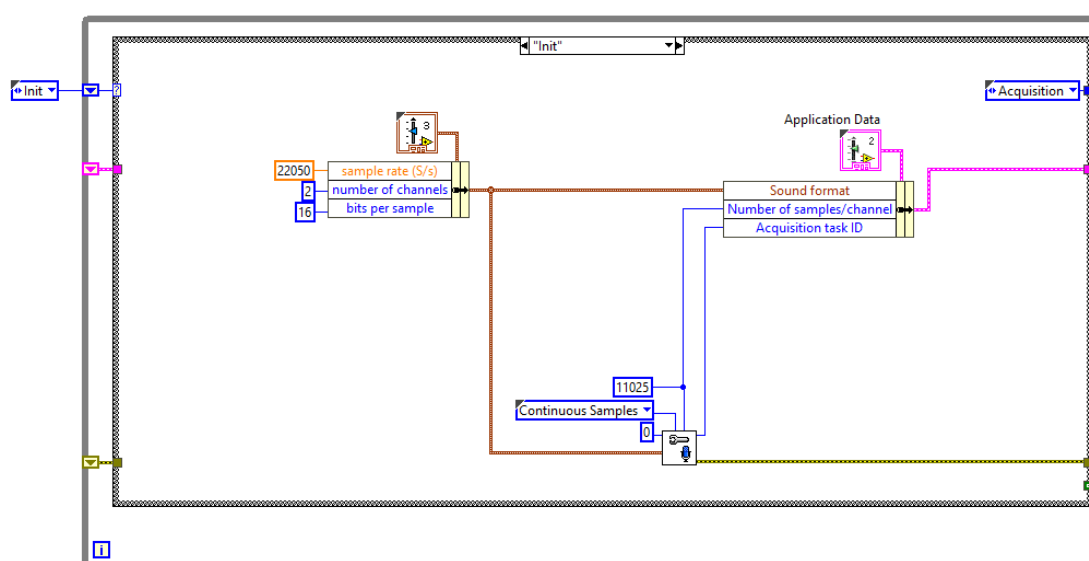 "Init"
Init
?
Acquisition
3
Application Data
2
22050
sample rate (S/s)
2
number of channels
16
bits per sample
Sound format
Number of samples/channel
Acquisition task ID
11025
Continuous Samples
0
i